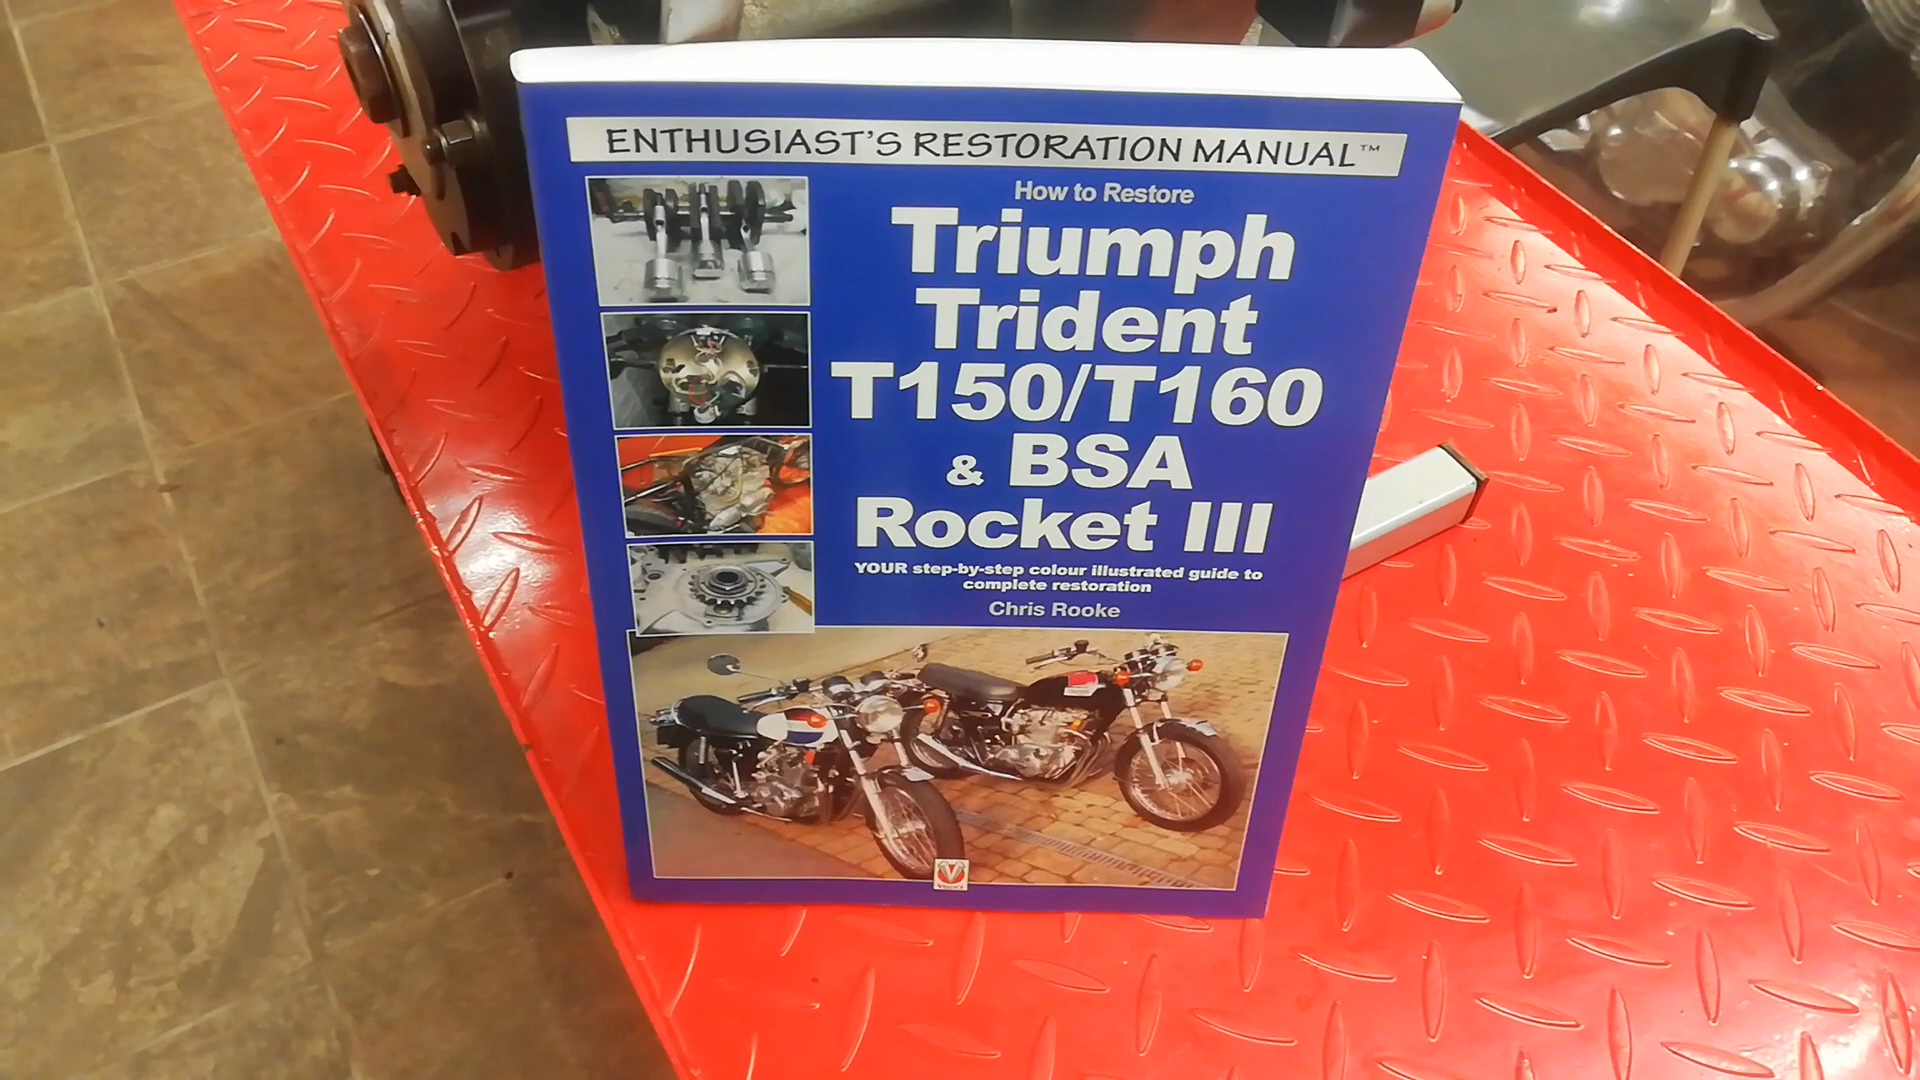 ENTHUSIAST'S RESTORATION MANUAL™
How to Restore
Triumph
Trident
T150/T160
& BSA
Rocket III
YOUR step-by-step colour illustrated guide to
complete restoration
Chris Rooke
VELOCE